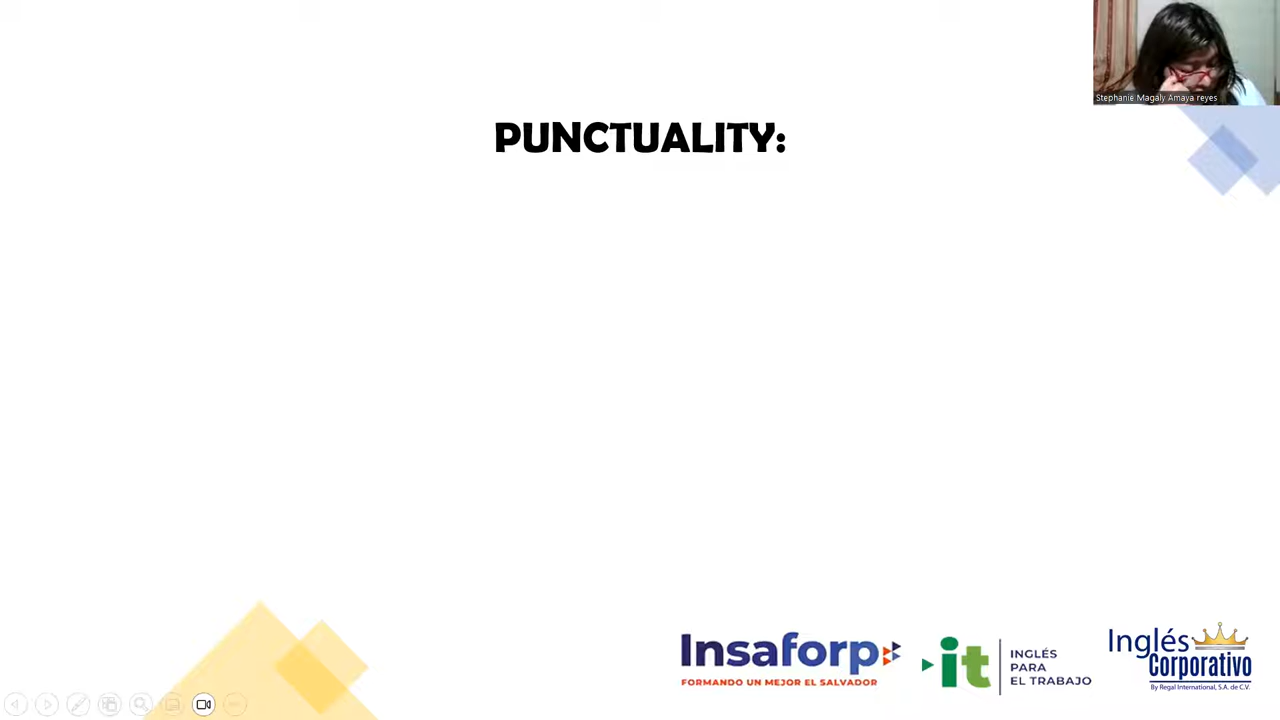 Stephanie Magaly Amaya reyes
PUNCTUALITY:
Insaforp
FORMANDO UN MEJOR EL SALVADOR
it
INGLÉS
PARA
EL TRABAJO
Inglés
Corporativo
By Regal International, S.A. de C.V.